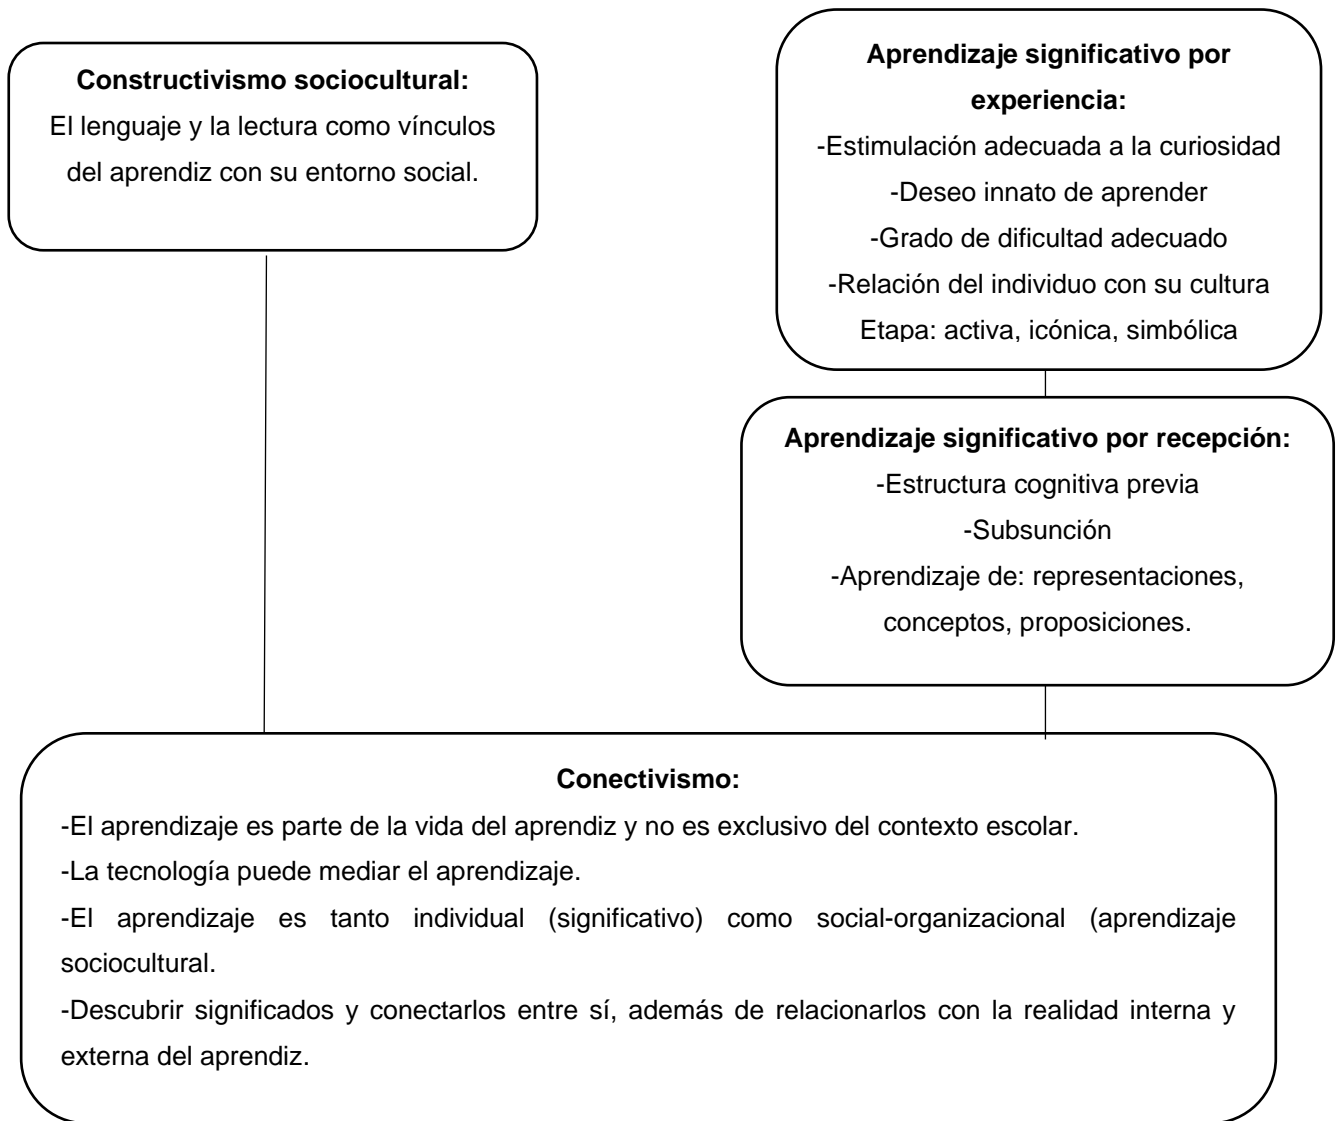 Constructivismo sociocultural:
El lenguaje y la lectura como vínculos
del aprendiz con su entorno social.
Aprendizaje significativo por
experiencia:
-Estimulación adecuada a la curiosidad
-Deseo innato de aprender
-Grado de dificultad adecuado
-Relación del individuo con su cultura
Etapa: activa, icónica, simbólica
Aprendizaje significativo por recepción:
-Estructura cognitiva previa
-Subsunción
-Aprendizaje de: representaciones,
conceptos, proposiciones.
Conectivismo:
-El aprendizaje es parte de la vida del aprendiz y no es exclusivo del contexto escolar.
-La tecnología puede mediar el aprendizaje.
-El aprendizaje es tanto individual (significativo) como social-organizacional (aprendizaje
sociocultural.
-Descubrir significados y conectarlos entre sí, además de relacionarlos con la realidad interna y
externa del aprendiz.